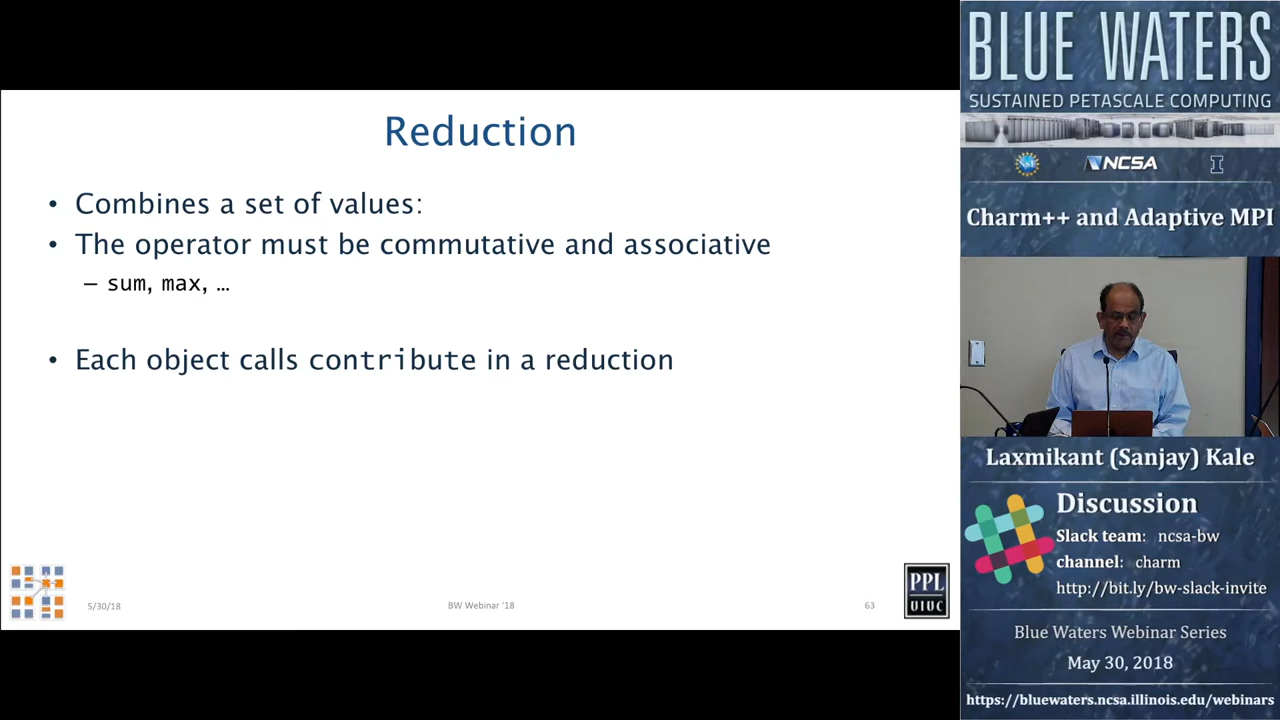 Reduction
• Combines a set of values:
• The operator must be commutative and associative
– sum, max, …
• Each object calls contribute in a reduction
5/30/18
BW Webinar '18
63
PPL
UIUC
BLUE WATERS
SUSTAINED PETASCALE COMPUTING
NSF
NCSA
I
Charm++ and Adaptive MPI
Laxmikant (Sanjay) Kale
Discussion
Slack team: ncsa-bw
channel: charm
http://bit.ly/bw-slack-invite
Blue Waters Webinar Series
May 30, 2018
https://bluewaters.ncsa.illinois.edu/webinars